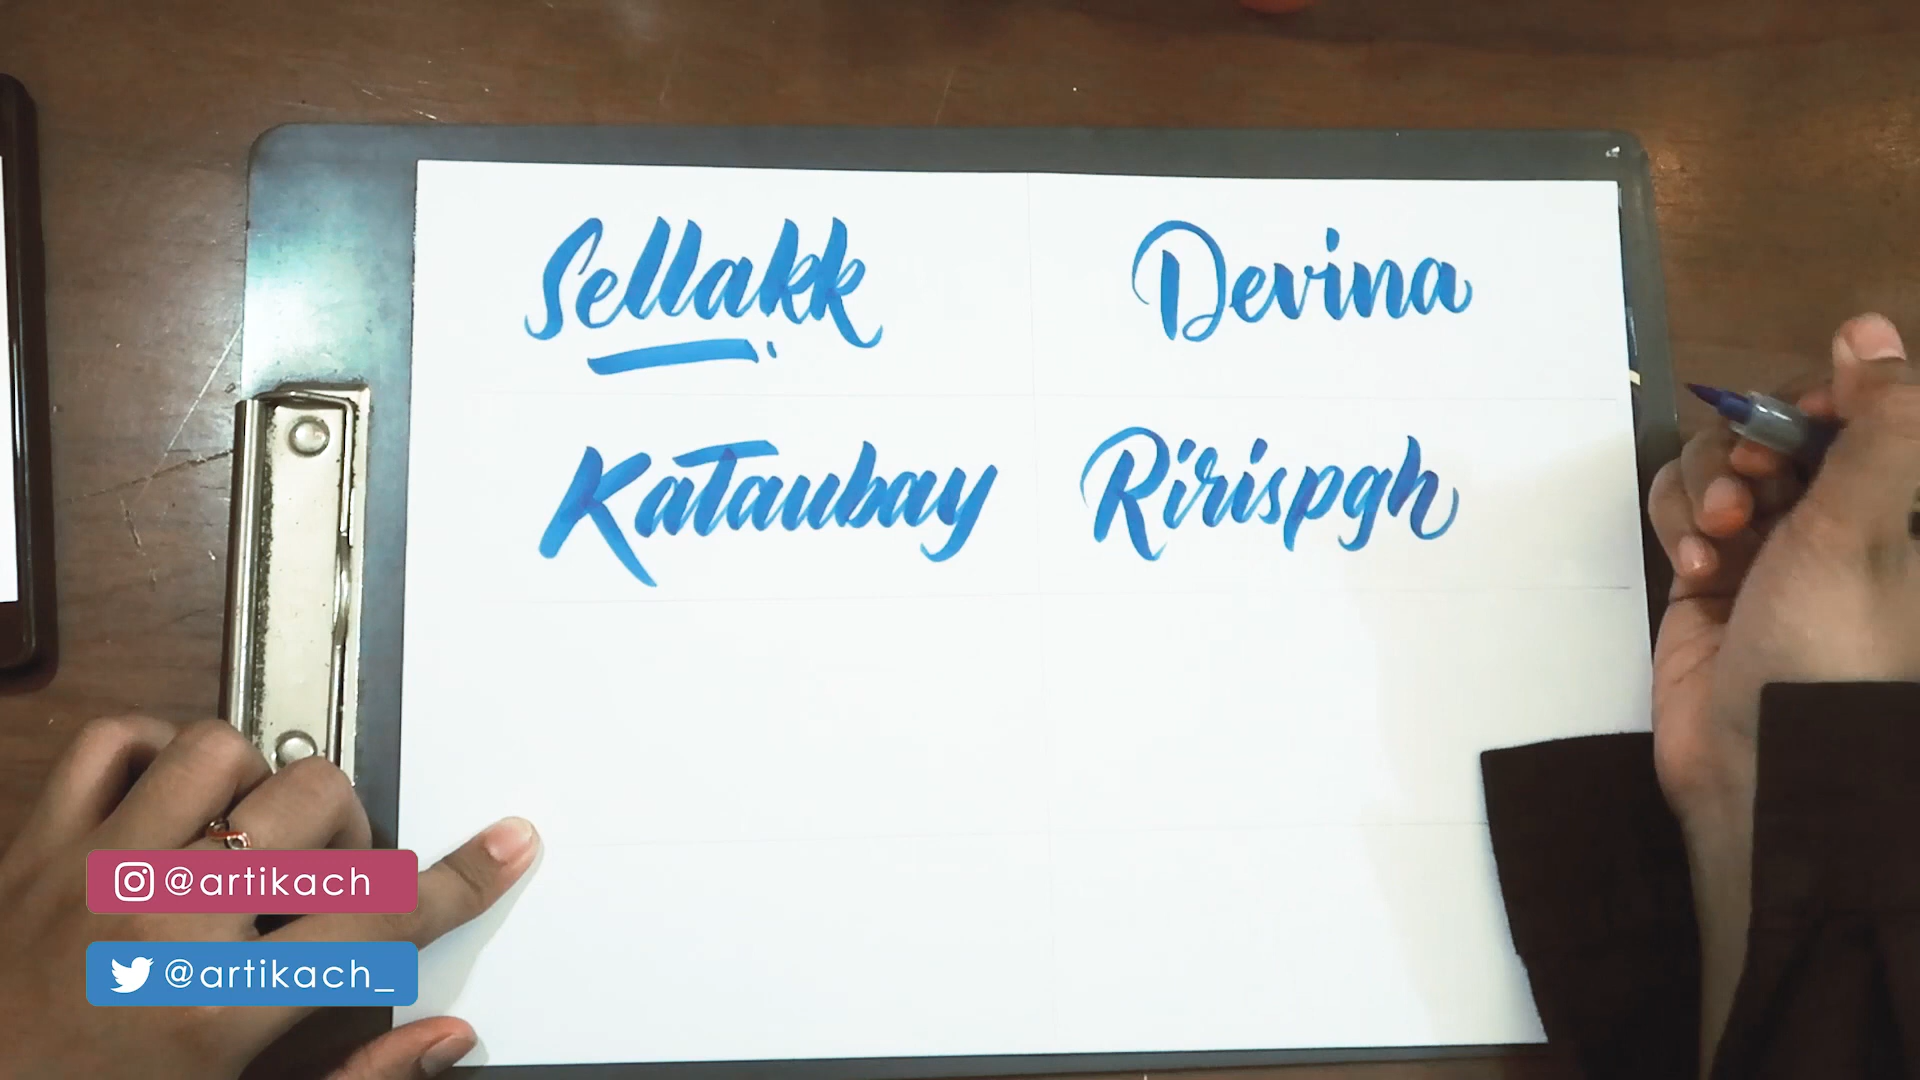 Sellakk
Devina
Kataubay
Ririspgh
@artikach
@artikach_